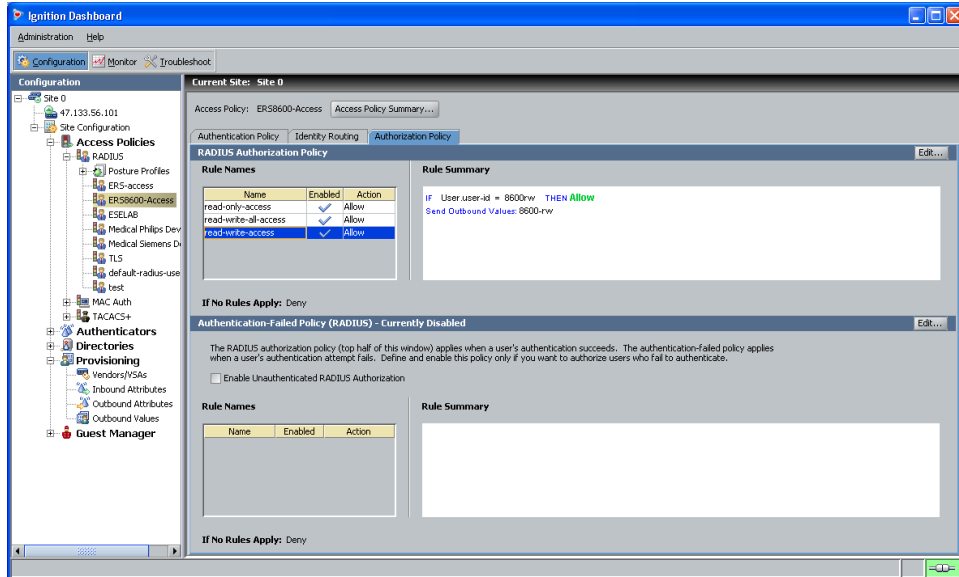 Ignition Dashboard
Administration Help
Configuration Monitor Troubleshoot
Configuration
Site 0
47.133.56.101
Site Configuration
Access Policies
RADIUS
Posture Profiles
ERS-access
ERS8600-Access
ESELAB
Medical Philips Dev
Medical Siemens D
TLS
default-radius-use
test
MAC Auth
TACACS+
Authenticators
Directories
Provisioning
Vendors/VSAs
Inbound Attributes
Outbound Attributes
Outbound Values
Guest Manager
Current Site: Site 0
Access Policy: ERS8600-Access Access Policy Summary...
Authentication Policy Identity Routing Authorization Policy
RADIUS Authorization Policy Edit...
Rule Names Rule Summary
Name Enabled Action
read-only-access Allow
read-write-all-access Allow
read-write-access Allow
IF User.user-id = 8600rw THEN Allow
Send Outbound Values: 8600-rw
If No Rules Apply: Deny
Authentication-Failed Policy (RADIUS) - Currently Disabled Edit...
The RADIUS authorization policy (top half of this window) applies when a user's authentication succeeds. The authentication-failed policy applies
when a user's authentication attempt fails. Define and enable this policy only if you want to authorize users who fail to authenticate.
Enable Unauthenticated RADIUS Authorization
Rule Names Rule Summary
Name Enabled Action
If No Rules Apply: Deny